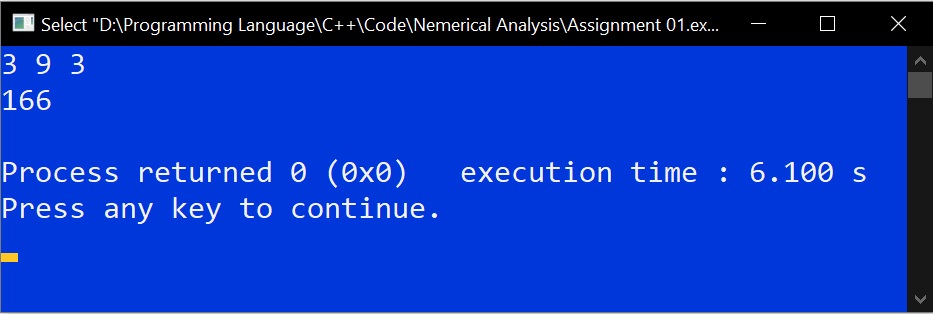 Select "D:\Programming Language\C++\Code\Nemerical Analysis\Assignment 01.ex...
3 9 3
166
Process returned 0 (0x0)   execution time : 6.100 s
Press any key to continue.